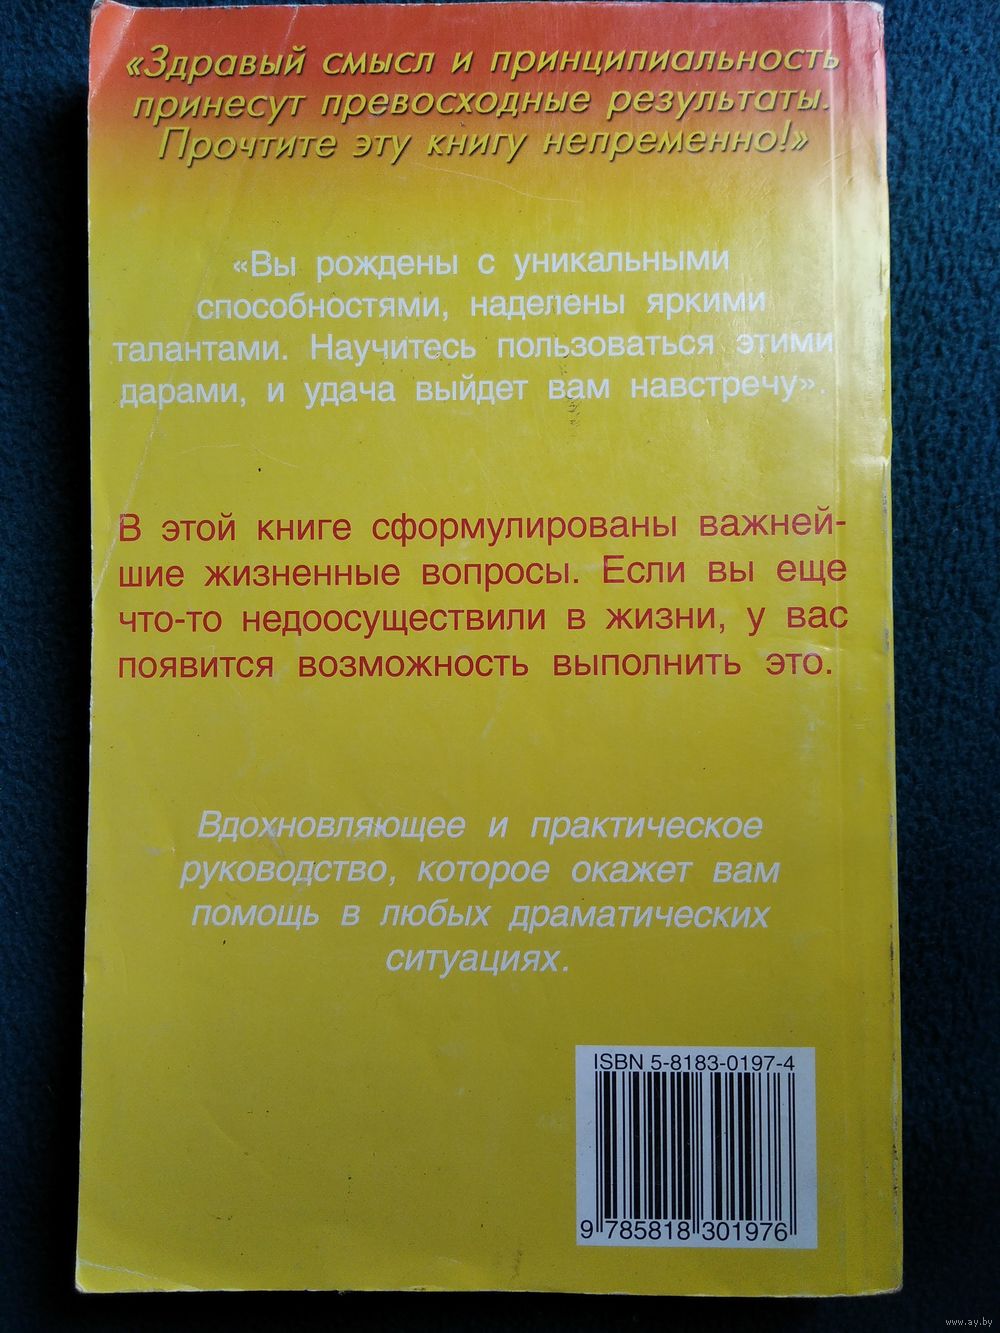 «Здравый смысл и принципиальность
принесут превосходные результаты.
Прочтите эту книгу непременно!»
«Вы рождены с уникальными
способностями, наделены яркими
талантами. Научитесь пользоваться этими
дарами, и удача выйдет вам навстречу».
В этой книге сформулированы важней-
шие жизненные вопросы. Если вы еще
что-то недоосуществили в жизни, у вас
появится возможность выполнить это.
Вдохновляющее и практическое
руководство, которое окажет вам
помощь в любых драматических
ситуациях.
ISBN 5-8183-0197-4
9 785818 301976
www.ay.by